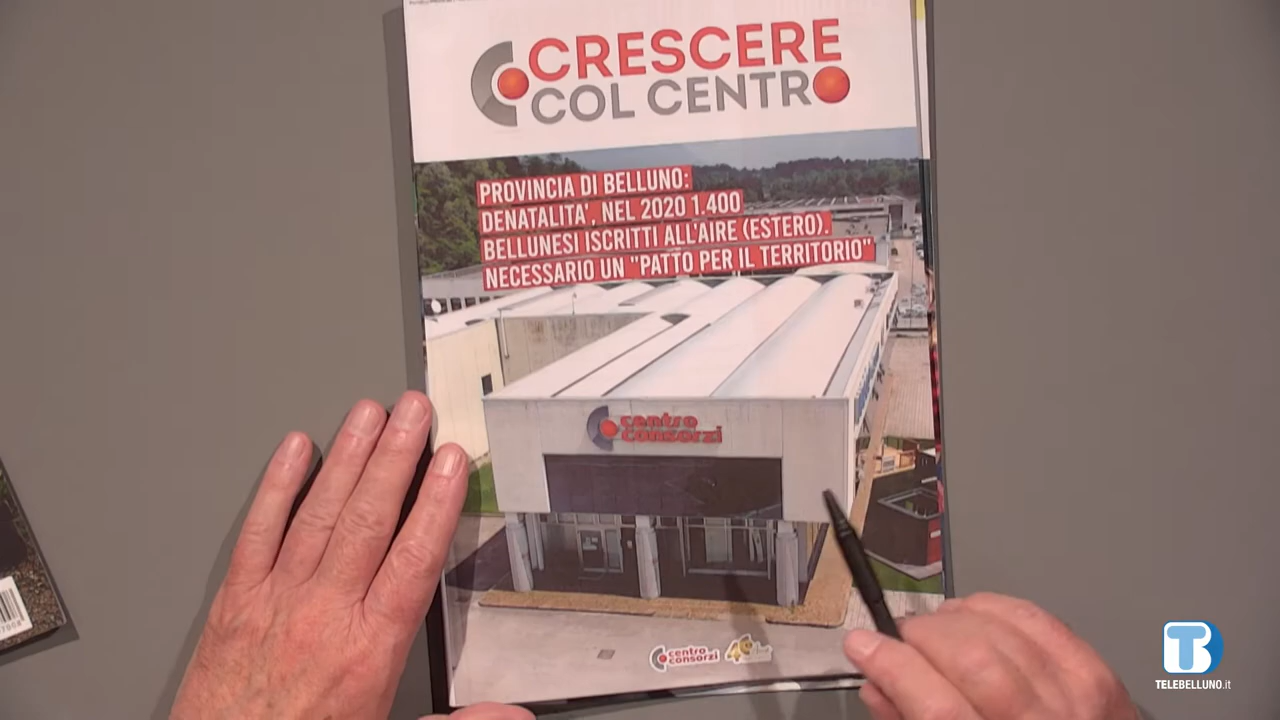 CRESCERE
COL CENTRO
PROVINCIA DI BELLUNO:
DENATALITA', NEL 2020 1.400
BELLUNESI ISCRITTI ALL'AIRE (ESTERO).
NECESSARIO UN "PATTO PER IL TERRITORIO"
centro
consorzi
centro
consorzi
40
TELEBELLUNO.it